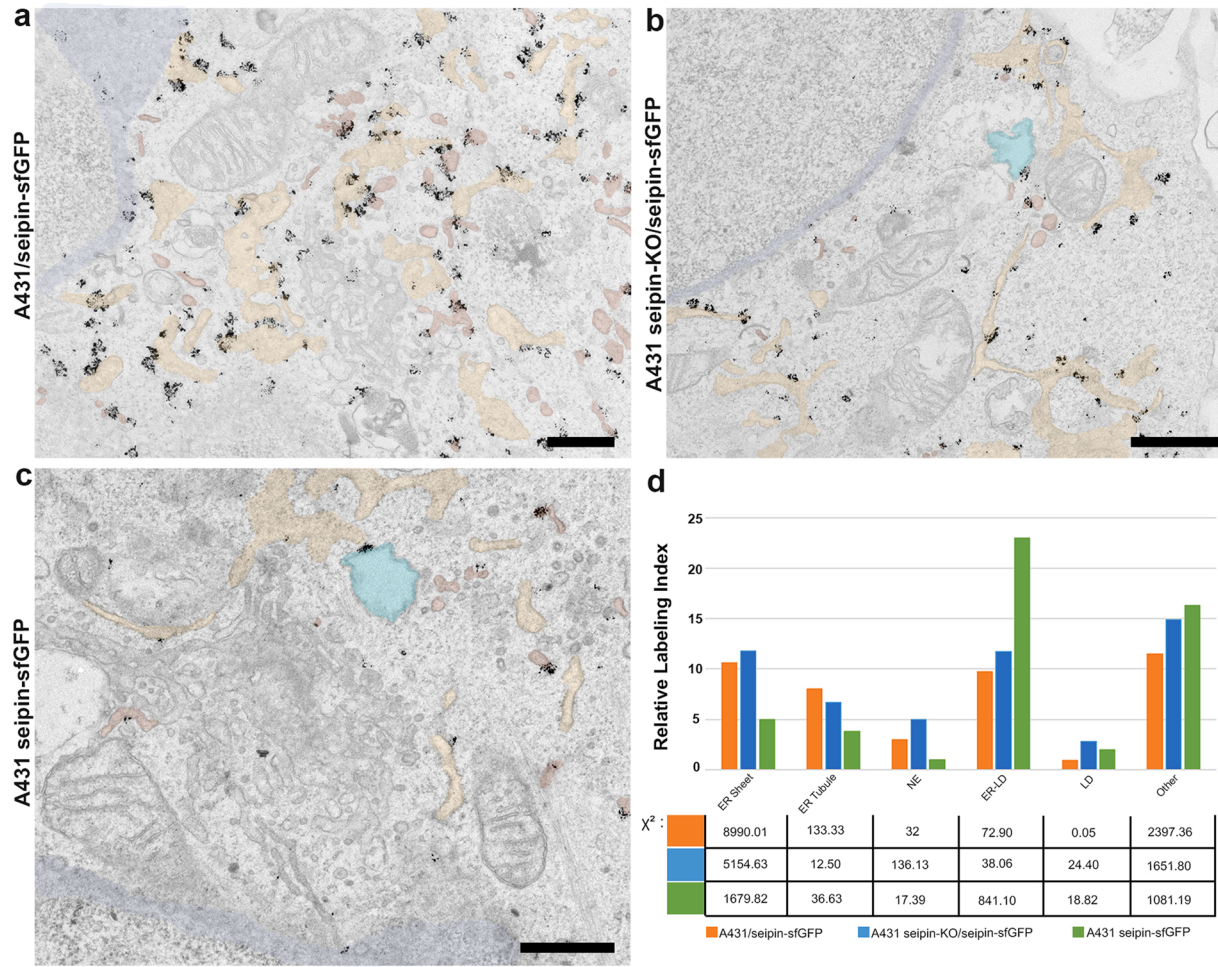 a
A431/seipin-sfGFP
b
A431 seipin-KO/seipin-sfGFP
c
A431 seipin-sfGFP
d
Relative Labeling Index
25
20
15
10
5
0
ER Sheet
ER Tubule
NE
ER-LD
LD
Other
χ² :
8990.01 133.33 32 72.90 0.05 2397.36
5154.63 12.50 136.13 38.06 24.40 1651.80
1679.82 36.63 17.39 841.10 18.82 1081.19
A431/seipin-sfGFP A431 seipin-KO/seipin-sfGFP A431 seipin-sfGFP